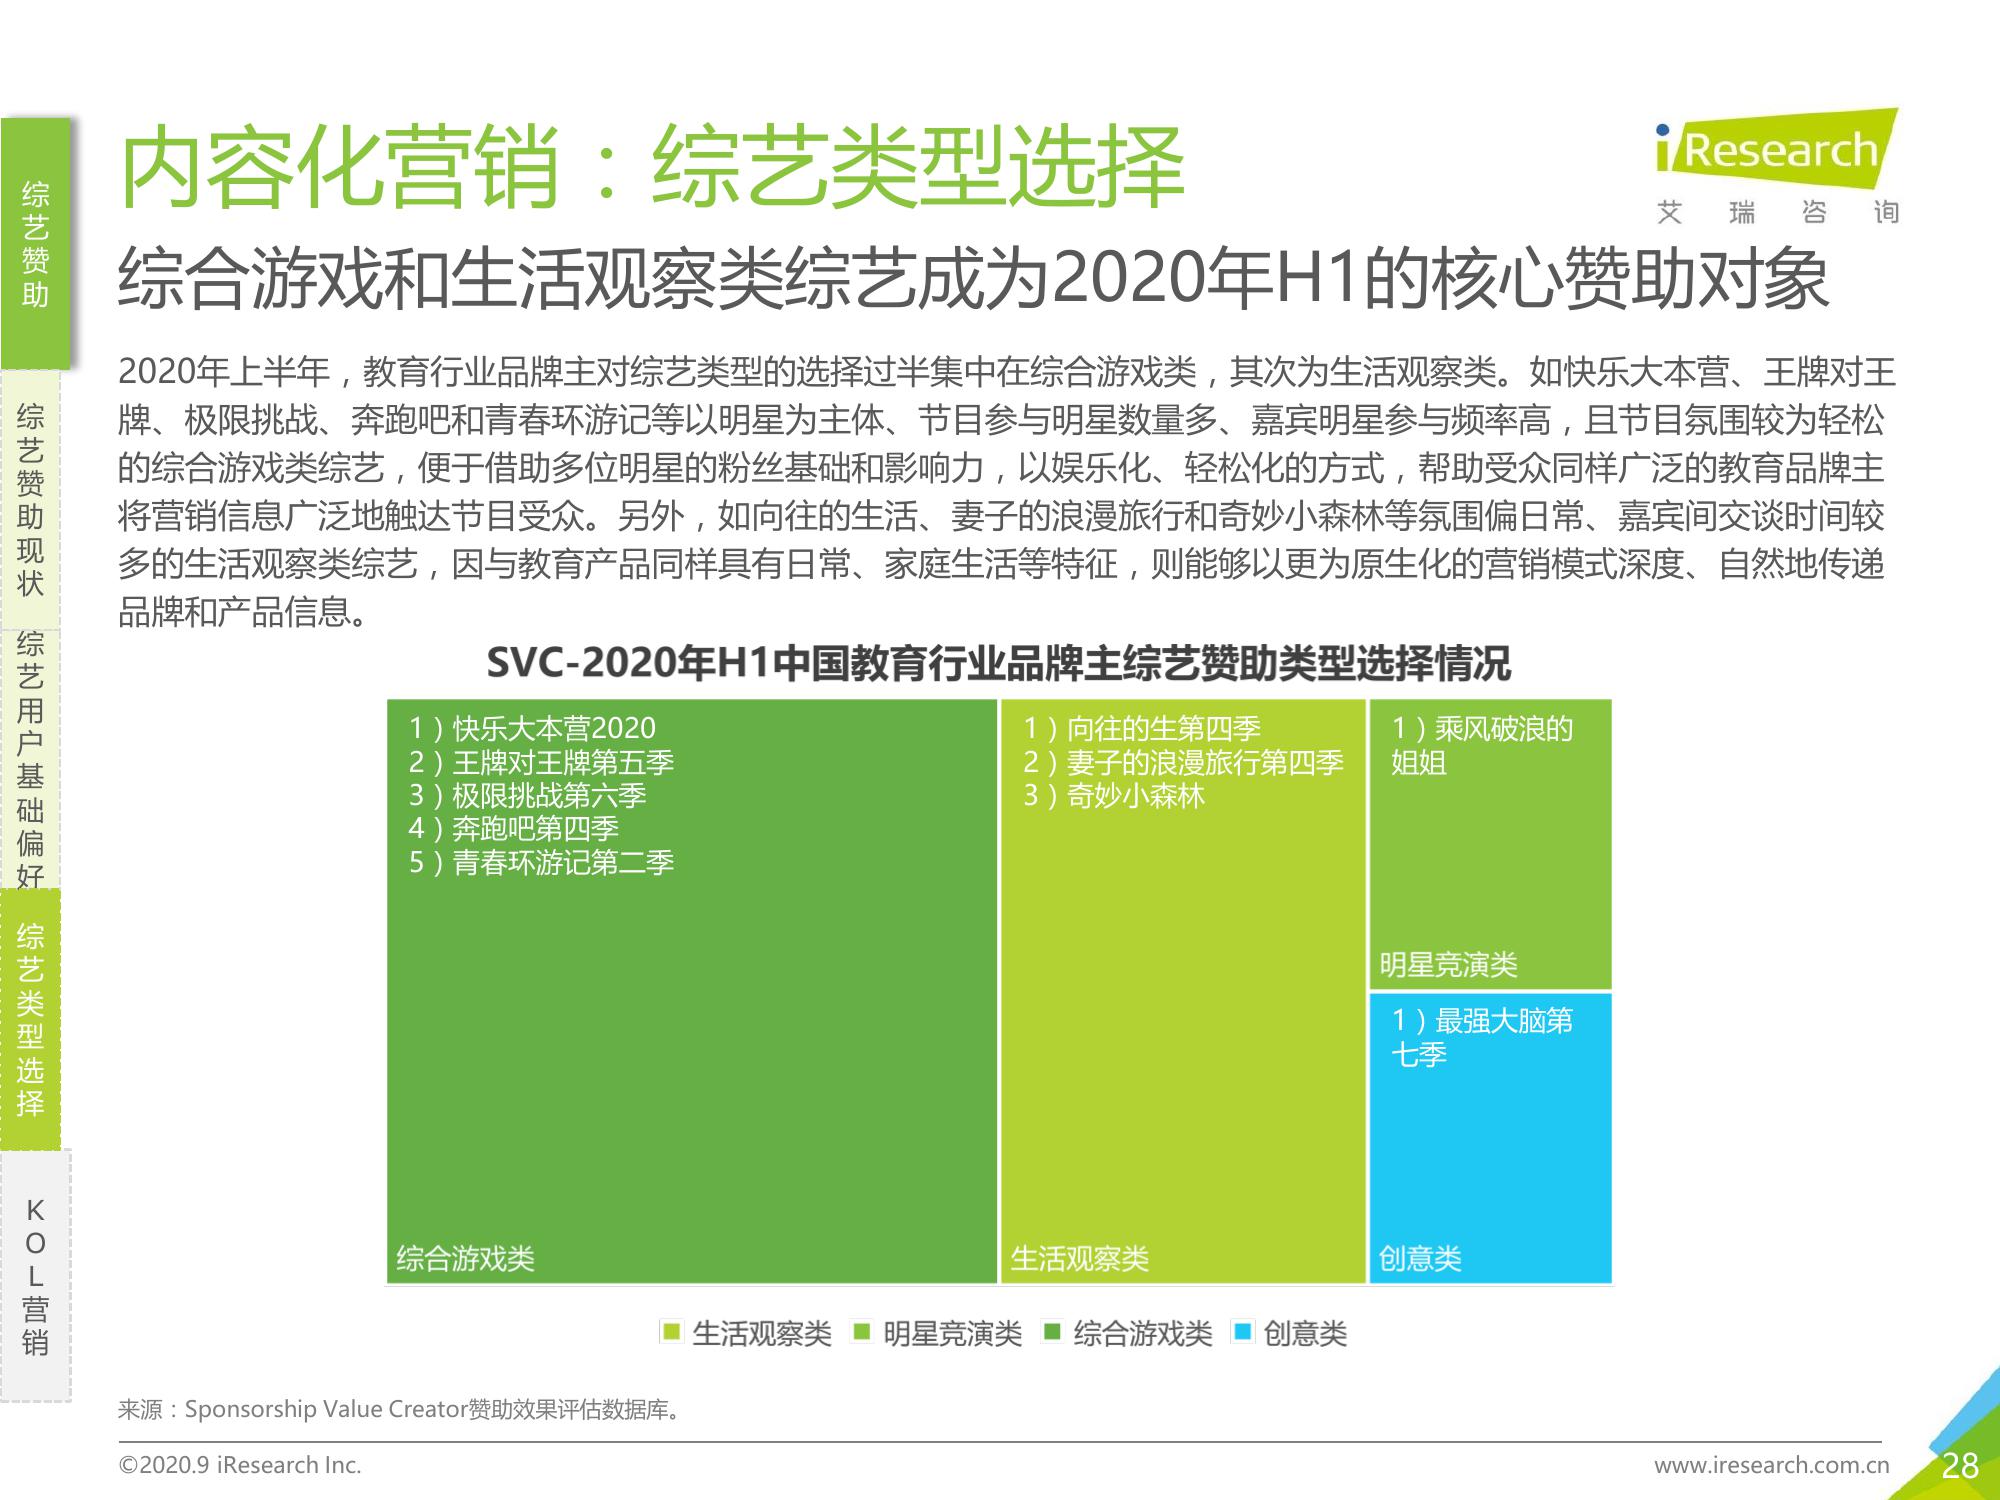 内容化营销：综艺类型选择
iResearch
艾瑞咨询
综合游戏和生活观察类综艺成为2020年H1的核心赞助对象
2020年上半年，教育行业品牌主对综艺类型的选择过半集中在综合游戏类，其次为生活观察类。如快乐大本营、王牌对王
牌、极限挑战、奔跑吧和青春环游记等以明星为主体、节目参与明星数量多、嘉宾明星参与频率高，且节目氛围较为轻松
的综合游戏类综艺，便于借助多位明星的粉丝基础和影响力，以娱乐化、轻松化的方式，帮助受众同样广泛的教育品牌主
将营销信息广泛地触达节目受众。另外，如向往的生活、妻子的浪漫旅行和奇妙小森林等氛围偏日常、嘉宾间交谈时间较
多的生活观察类综艺，因与教育产品同样具有日常、家庭生活等特征，则能够以更为原生化的营销模式深度、自然地传递
品牌和产品信息。
综艺赞助
综艺赞助现状
综艺用户基础偏好
综艺类型选择
KOL营销
SVC-2020年H1中国教育行业品牌主综艺赞助类型选择情况
1）快乐大本营2020
2）王牌对王牌第五季
3）极限挑战第六季
4）奔跑吧第四季
5）青春环游记第二季
综合游戏类
1）向往的生第四季
2）妻子的浪漫旅行第四季
3）奇妙小森林
生活观察类
1）乘风破浪的
姐姐
明星竞演类
1）最强大脑第
七季
创意类
生活观察类 明星竞演类 综合游戏类 创意类
来源：Sponsorship Value Creator赞助效果评估数据库。
©2020.9 iResearch Inc.
www.iresearch.com.cn
28